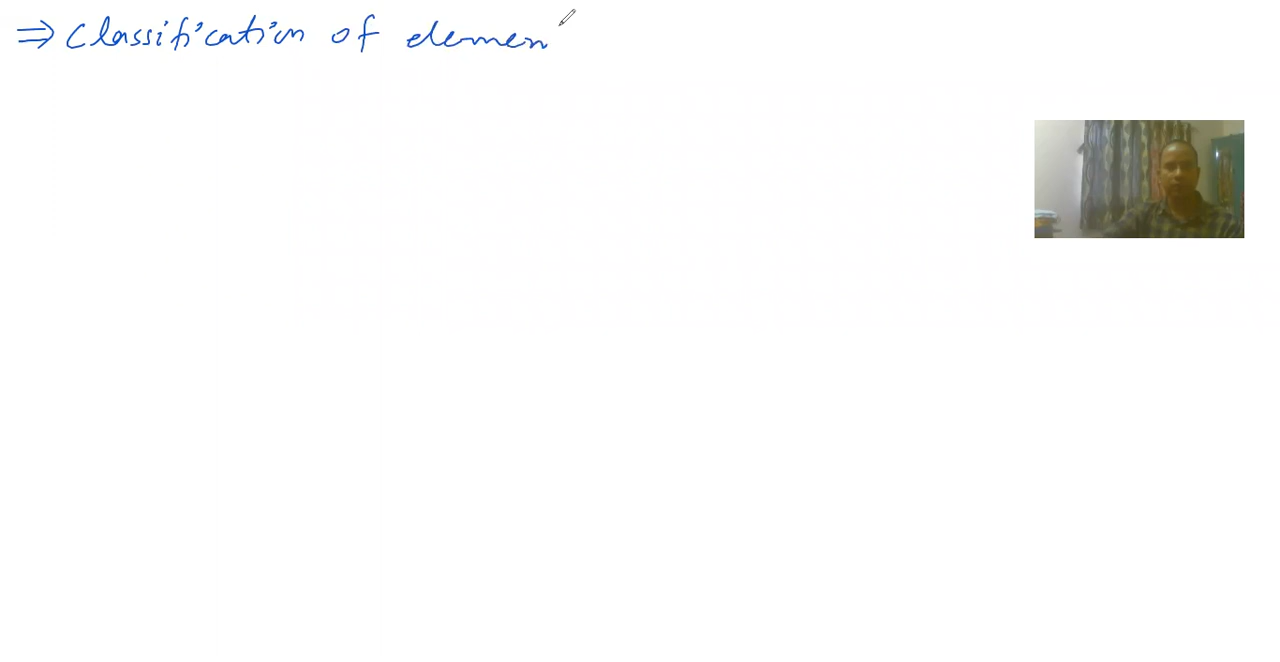 ⇒ Classification of elemen